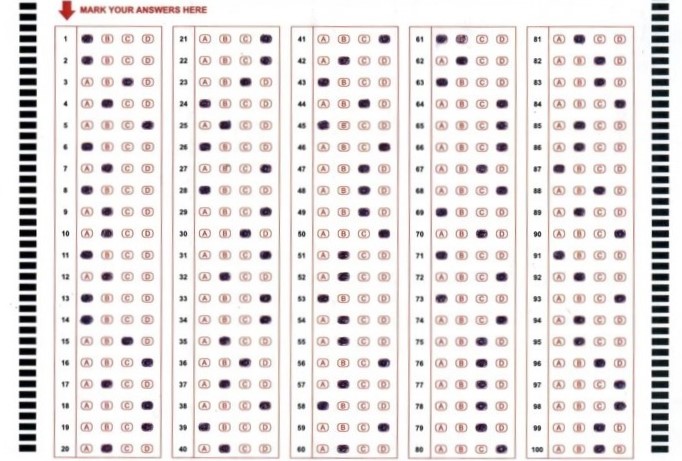 MARK YOUR ANSWERS HERE
1 B C D 21 A B C 41 A B C 61 B C D 81 A C D
2 B C D 22 A B C 42 A C D 62 A C D 82 A B D
3 A B D 23 A B D 43 B C D 63 B C D 83 A B D
4 A C D 24 B C D 44 A B D 64 A B C 84 A B C
5 A B C 25 A C D 45 B C D 65 A B C 85 A C D
6 B C D 26 B C D 46 A B C 66 A B C 86 A C D
7 A C D 27 A B C 47 A B D 67 A B D 87 B C D
8 B C D 28 B C D 48 A B D 68 A B C 88 A B D
9 A C D 29 A B C 49 A B D 69 B C D 89 A C D
10 A C D 30 A B D 50 A B C 70 A B D 90 A B C
11 B C D 31 A B C 51 A C D 71 B C D 91 B C D
12 A C D 32 A C D 52 A C D 72 A B C 92 A C D
13 B C D 33 A B C 53 B C D 73 B C D 93 A B C
14 B C D 34 A B C 54 A C D 74 A B C 94 A C D
15 A B D 35 A C D 55 A C D 75 A B D 95 A C D
16 A B C 36 A B D 56 A B C 76 A B D 96 A B D
17 A C D 37 A C D 57 A C D 77 A B D 97 A B C
18 A B C 38 A B C 58 B C D 78 A B D 98 A B C
19 A B C 39 B C D 59 A B C 79 A B D 99 A B D
20 A C D 40 A C D 60 A C D 80 A B C 100 A B D